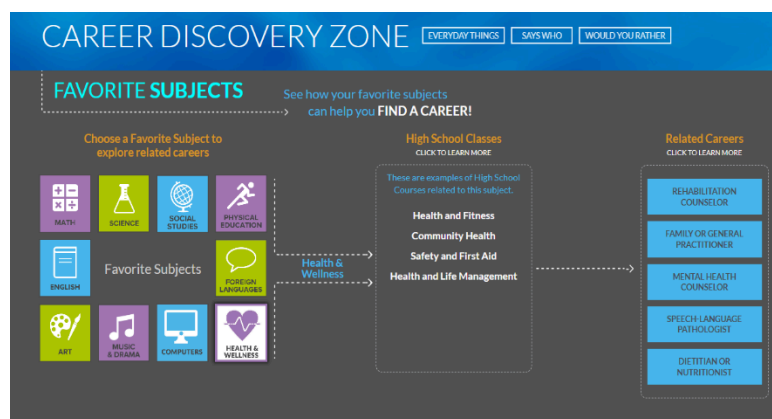 CAREER DISCOVERY ZONE
EVERYDAY THINGS
SAYS WHO
WOULD YOU RATHER
FAVORITE SUBJECTS
See how your favorite subjects
can help you FIND A CAREER!
Choose a Favorite Subject to
explore related careers
MATH
SCIENCE
SOCIAL
STUDIES
PHYSICAL
EDUCATION
ENGLISH
Favorite Subjects
FOREIGN
LANGUAGES
ART
MUSIC
& DRAMA
COMPUTERS
HEALTH &
WELLNESS
Health &
Wellness
High School Classes
CLICK TO LEARN MORE
These are examples of High School
Courses related to this subject.
Health and Fitness
Community Health
Safety and First Aid
Health and Life Management
Related Careers
CLICK TO LEARN MORE
REHABILITATION
COUNSELOR
FAMILY OR GENERAL
PRACTITIONER
MENTAL HEALTH
COUNSELOR
SPEECH-LANGUAGE
PATHOLOGIST
DIETITIAN OR
NUTRITIONIST